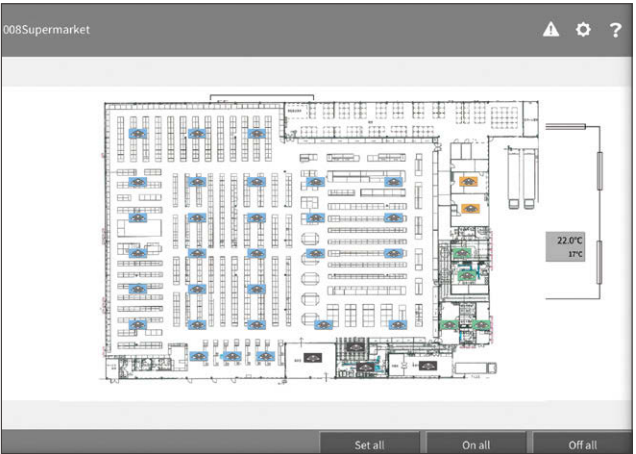 008Supermarket
?
22.0°C
17°C
Set all
On all
Off all